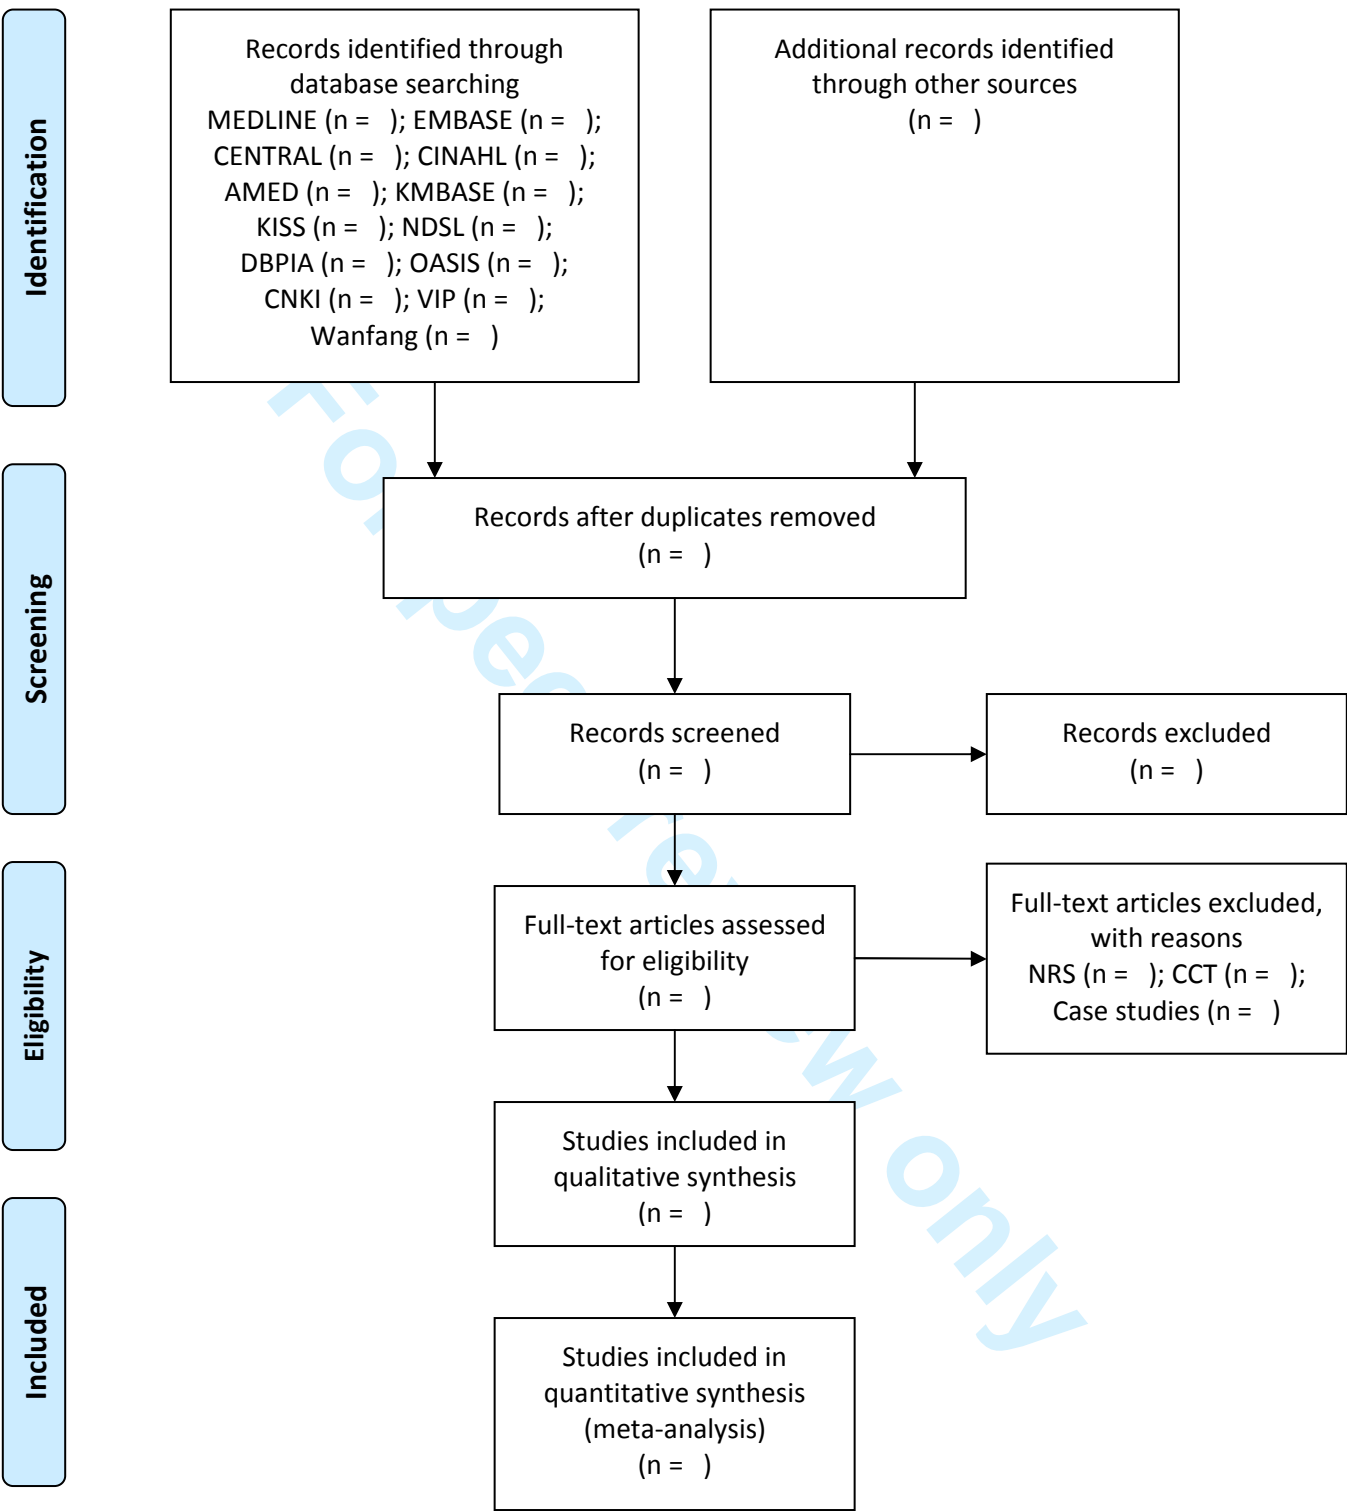 Identification
Records identified through
database searching
MEDLINE (n =   ); EMBASE (n =   );
CENTRAL (n =   ); CINAHL (n =   );
AMED (n =   ); KMBASE (n =   );
KISS (n =   ); NDSL (n =   );
DBPIA (n =   ); OASIS (n =   );
CNKI (n =   ); VIP (n =   );
Wanfang (n =   )
Additional records identified
through other sources
(n =   )
Screening
Records after duplicates removed
(n =   )
Records screened
(n =   )
Records excluded
(n =   )
Eligibility
Full-text articles assessed
for eligibility
(n =   )
Full-text articles excluded,
with reasons
NRS (n =   ); CCT (n =   );
Case studies (n =   )
Studies included in
qualitative synthesis
(n =   )
Included
Studies included in
quantitative synthesis
(meta-analysis)
(n =   )
For peer review only